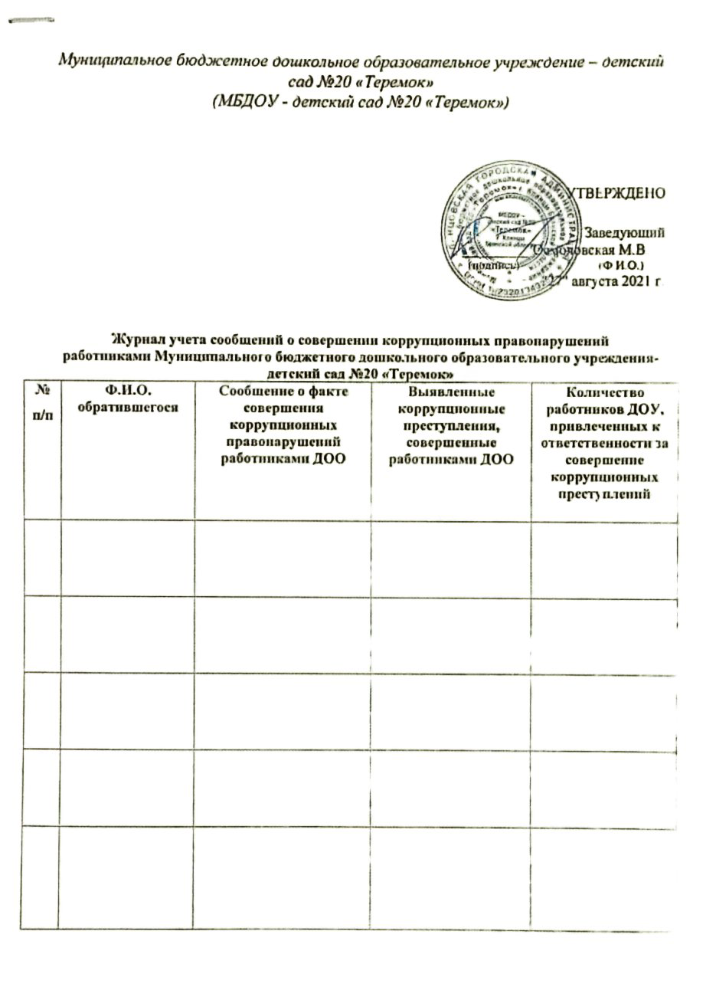 Муниципальное бюджетное дошкольное образовательное учреждение – детский
сад №20 «Теремок»
(МБДОУ - детский сад №20 «Теремок»)
УТВЕРЖДЕНО
Заведующий
М.В
(подпись)
(Ф И.О.)
27" августа 2021 г
МБДОУ -
детский сад №20
«Теремок»
г. Клинцы
Брянской области
Журнал учета сообщений о совершении коррупционных правонарушений
работниками Муниципального бюджетного дошкольного образовательного учреждения-
детский сад №20 «Теремок»
№
п/п
Ф.И.О.
обратившегося
Сообщение о факте
совершения
коррупционных
правонарушений
работниками ДОО
Выявленные
коррупционные
преступления,
совершенные
работниками ДОО
Количество
работников ДОУ,
привлеченных к
ответственности за
совершение
коррупционных
преступлений